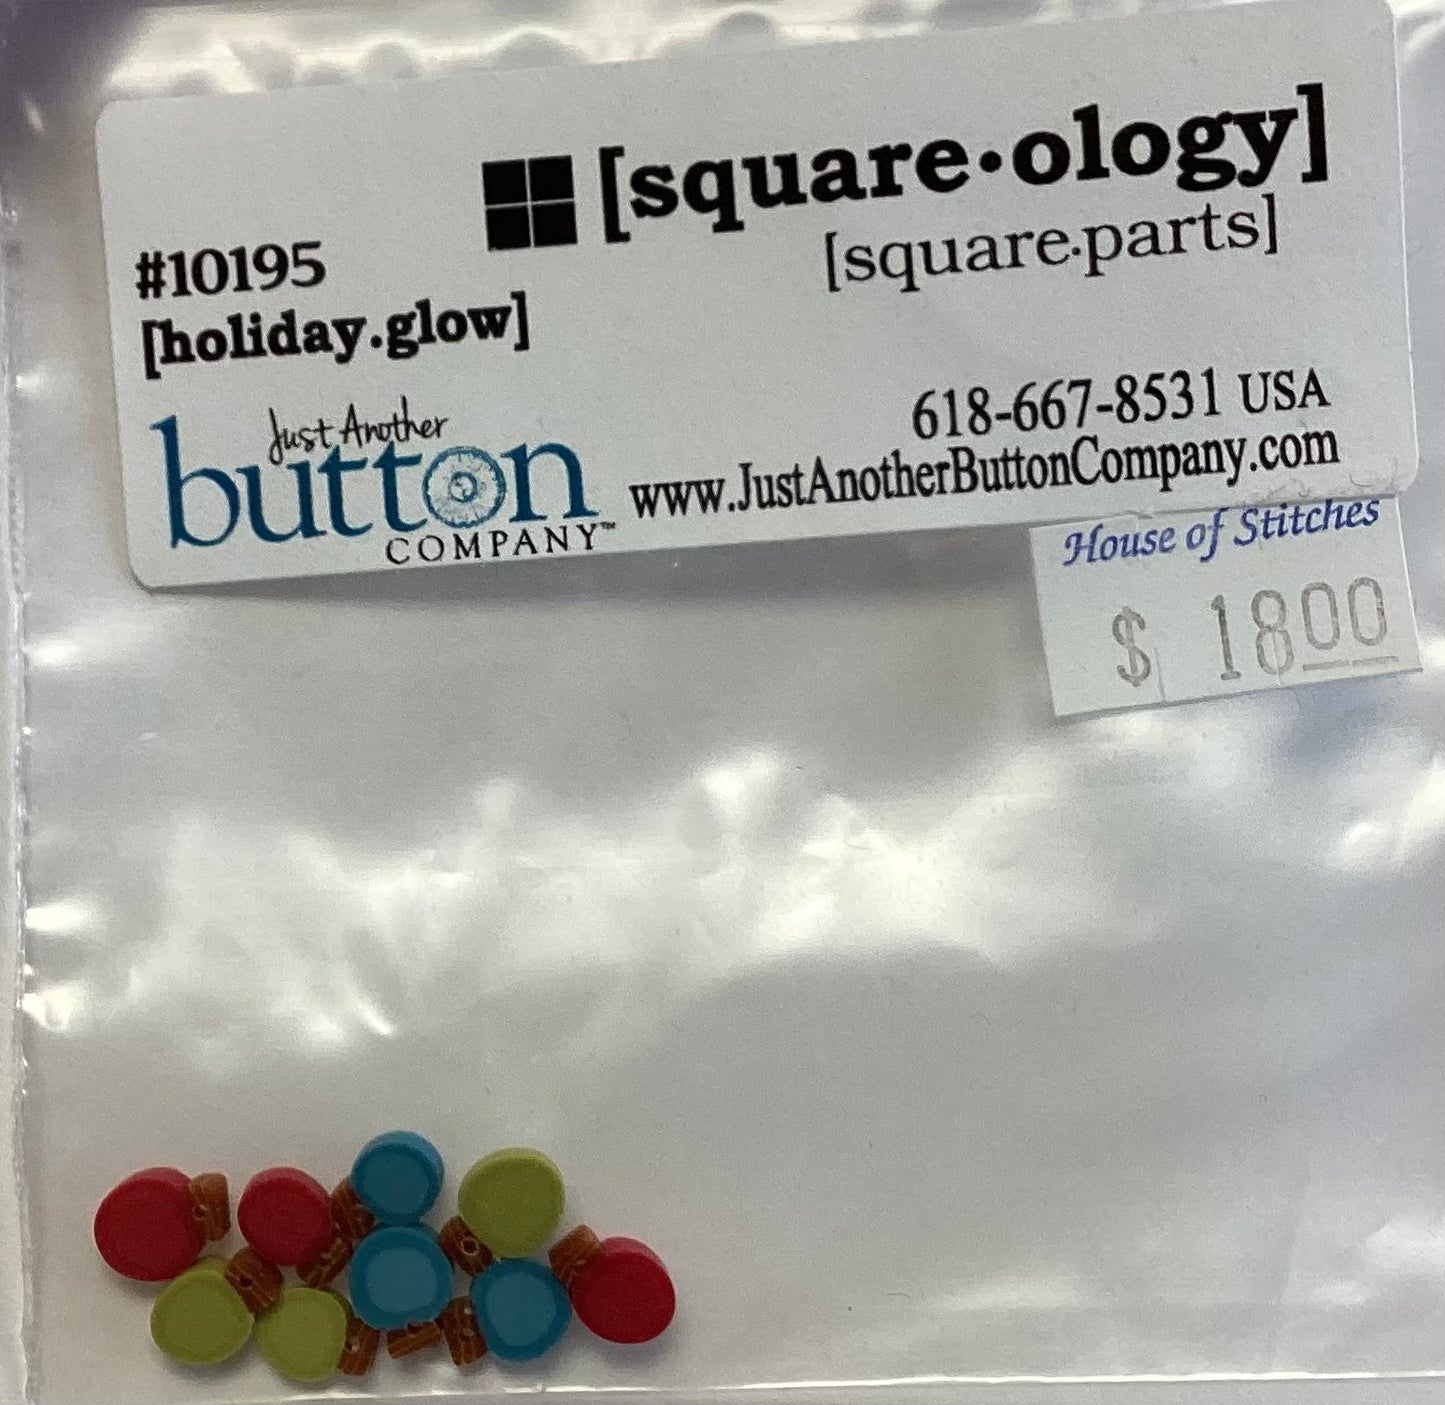 [square•ology]
[square.parts]
#10195
[holiday.glow]
Just Another
button
COMPANY™
618-667-8531 USA
www.JustAnotherButtonCompany.com
House of Stitches
$ 1800